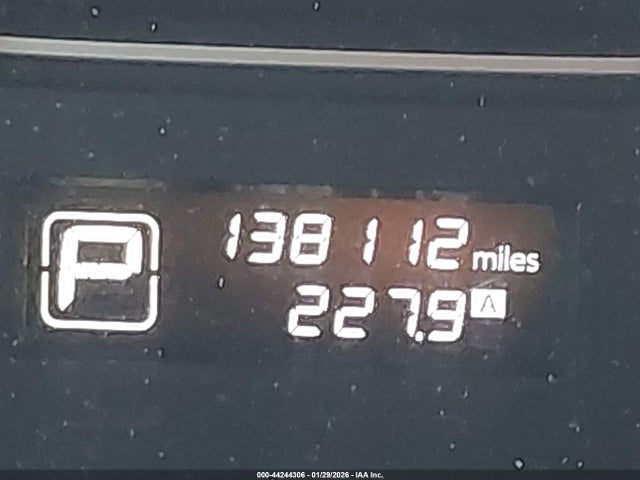 P
138112 miles
227.9 A
000-44244306 - 01/29/2026 - IAA Inc.